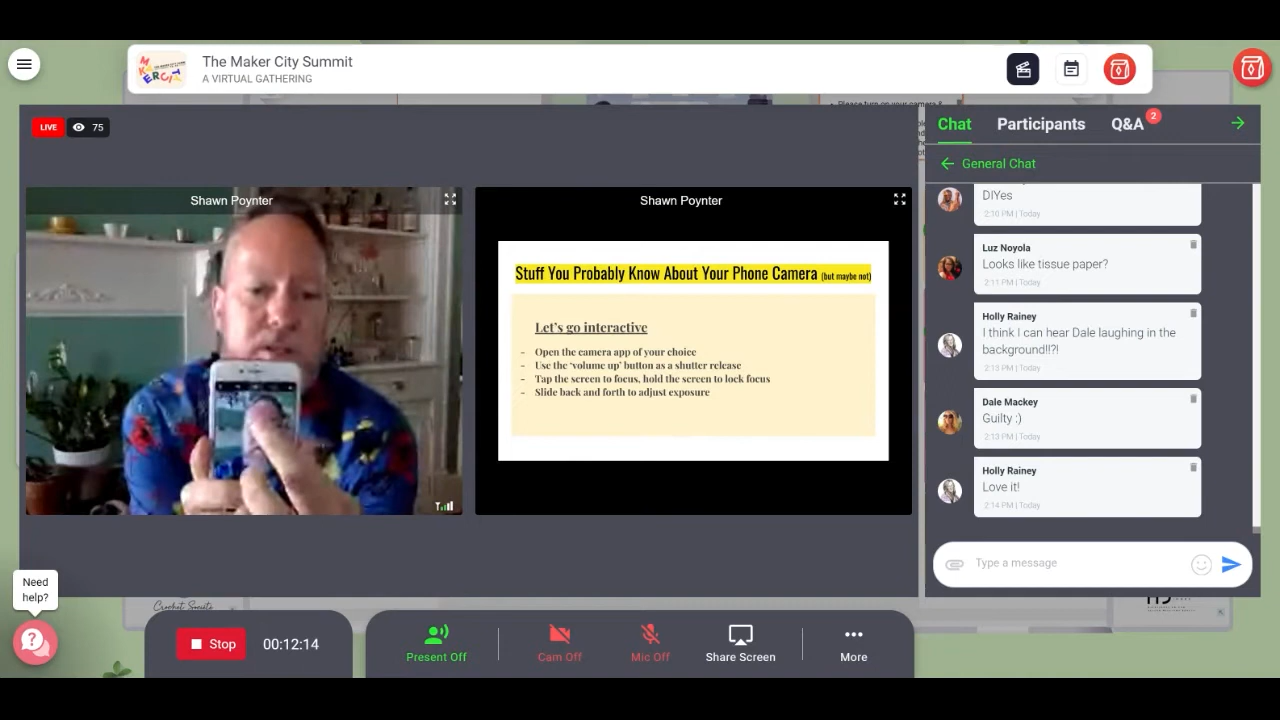 The Maker City Summit
A VIRTUAL GATHERING
LIVE
75
Shawn Poynter
Shawn Poynter
Stuff You Probably Know About Your Phone Camera (but maybe not)
Let's go interactive
- Open the camera app of your choice
- Use the 'volume up' button as a shutter release
- Tap the screen to focus, hold the screen to lock focus
- Slide back and forth to adjust exposure
Chat
Participants
Q&A
2
General Chat
DIYes
2:10 PM | Today
Luz Noyola
Looks like tissue paper?
2:11 PM | Today
Holly Rainey
I think I can hear Dale laughing in the
background!!?!
2:13 PM | Today
Dale Mackey
Guilty :)
2:13 PM | Today
Holly Rainey
Love it!
2:14 PM | Today
Type a message
Need
help?
Stop
00:12:14
Present Off
Cam Off
Mic Off
Share Screen
More